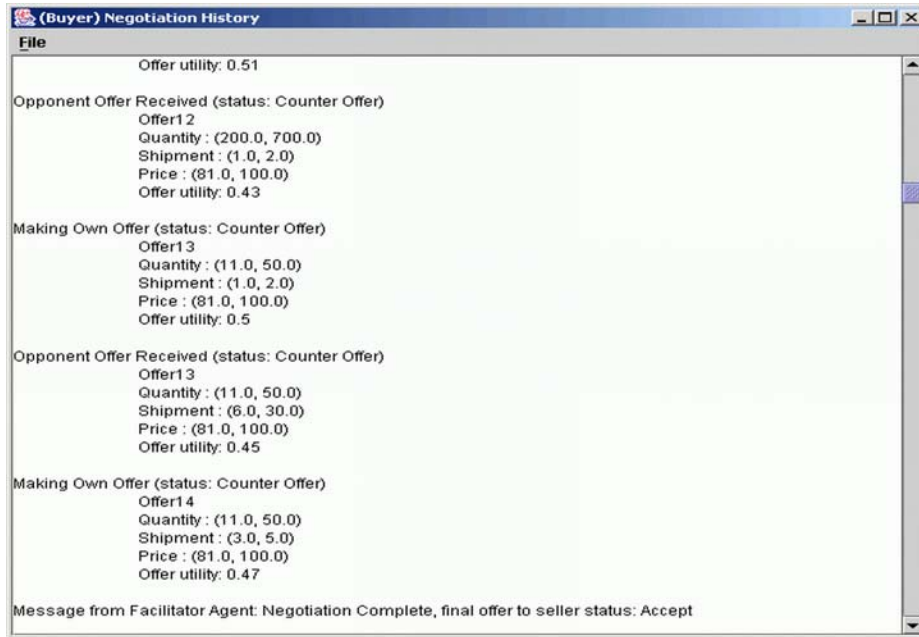 (Buyer) Negotiation History
File
Offer utility: 0.51
Opponent Offer Received (status: Counter Offer)
Offer12
Quantity : (200.0, 700.0)
Shipment : (1.0, 2.0)
Price : (81.0, 100.0)
Offer utility: 0.43
Making Own Offer (status: Counter Offer)
Offer13
Quantity : (11.0, 50.0)
Shipment : (1.0, 2.0)
Price : (81.0, 100.0)
Offer utility: 0.5
Opponent Offer Received (status: Counter Offer)
Offer13
Quantity : (11.0, 50.0)
Shipment : (6.0, 30.0)
Price : (81.0, 100.0)
Offer utility: 0.45
Making Own Offer (status: Counter Offer)
Offer14
Quantity : (11.0, 50.0)
Shipment : (3.0, 5.0)
Price : (81.0, 100.0)
Offer utility: 0.47
Message from Facilitator Agent: Negotiation Complete, final offer to seller status: Accept